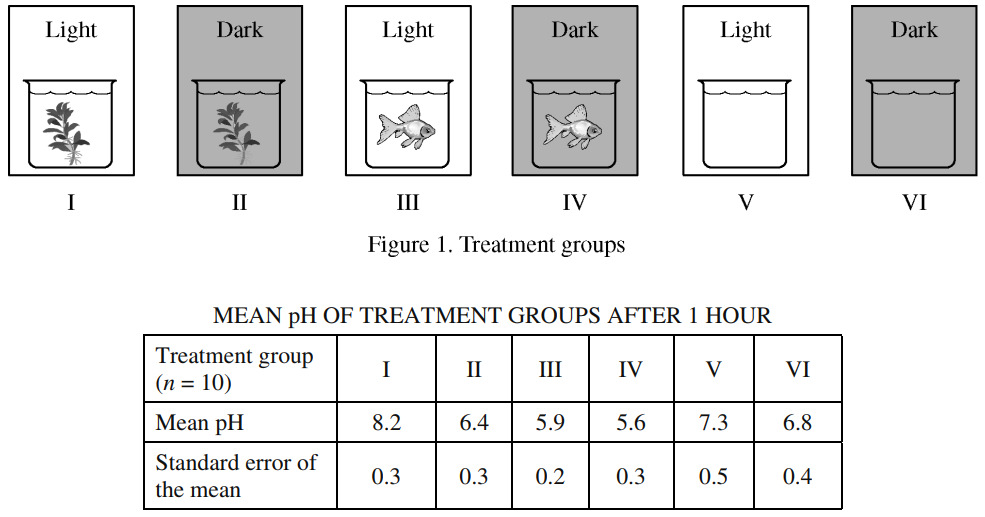 Light Dark Light Dark Light Dark
I II III IV V VI
Figure 1. Treatment groups
MEAN pH OF TREATMENT GROUPS AFTER 1 HOUR
Treatment group
(n = 10) I II III IV V VI
Mean pH 8.2 6.4 5.9 5.6 7.3 6.8
Standard error of
the mean 0.3 0.3 0.2 0.3 0.5 0.4